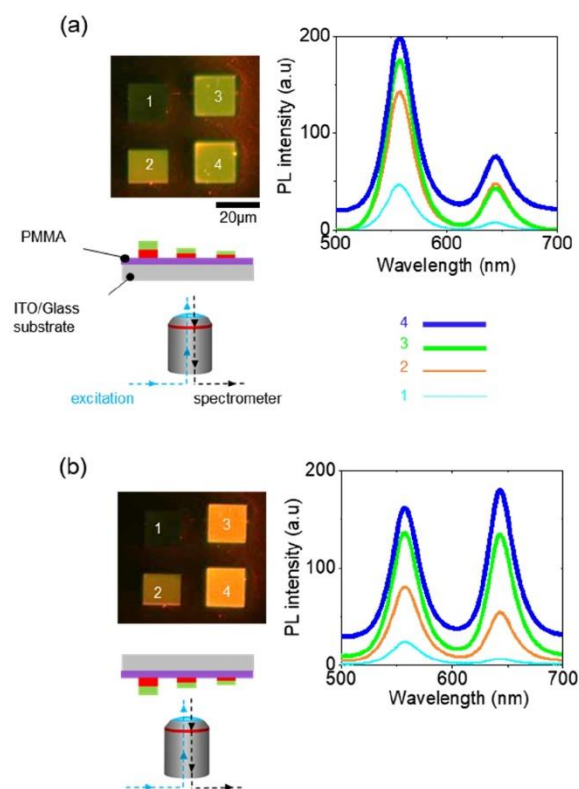 (a)
1
3
2
4
20µm
PMMA
ITO/Glass
substrate
excitation
spectrometer
PL intensity (a.u)
200
100
0
500
600
700
Wavelength (nm)
4
3
2
1
(b)
1
3
2
4
PL intensity (a.u)
200
100
0
500
600
700
Wavelength (nm)